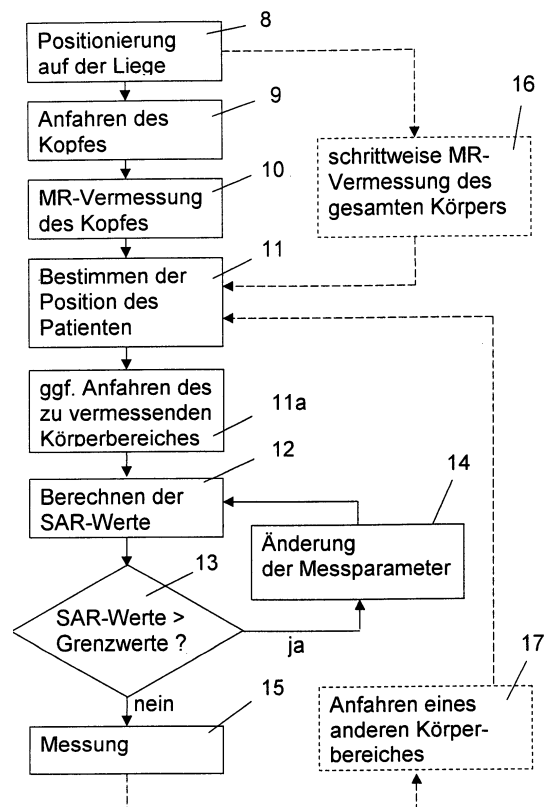 8
Positionierung
auf der Liege
9
Anfahren des
Kopfes
10
MR-Vermessung
des Kopfes
16
schrittweise MR-
Vermessung des
gesamten Körpers
11
Bestimmen der
Position des
Patienten
ggf. Anfahren des
zu vermessenden
Körperbereiches
11a
12
Berechnen der
SAR-Werte
14
Änderung
der Messparameter
13
SAR-Werte >
Grenzwerte ?
ja
nein
15
Messung
17
Anfahren eines
anderen Körper-
bereiches